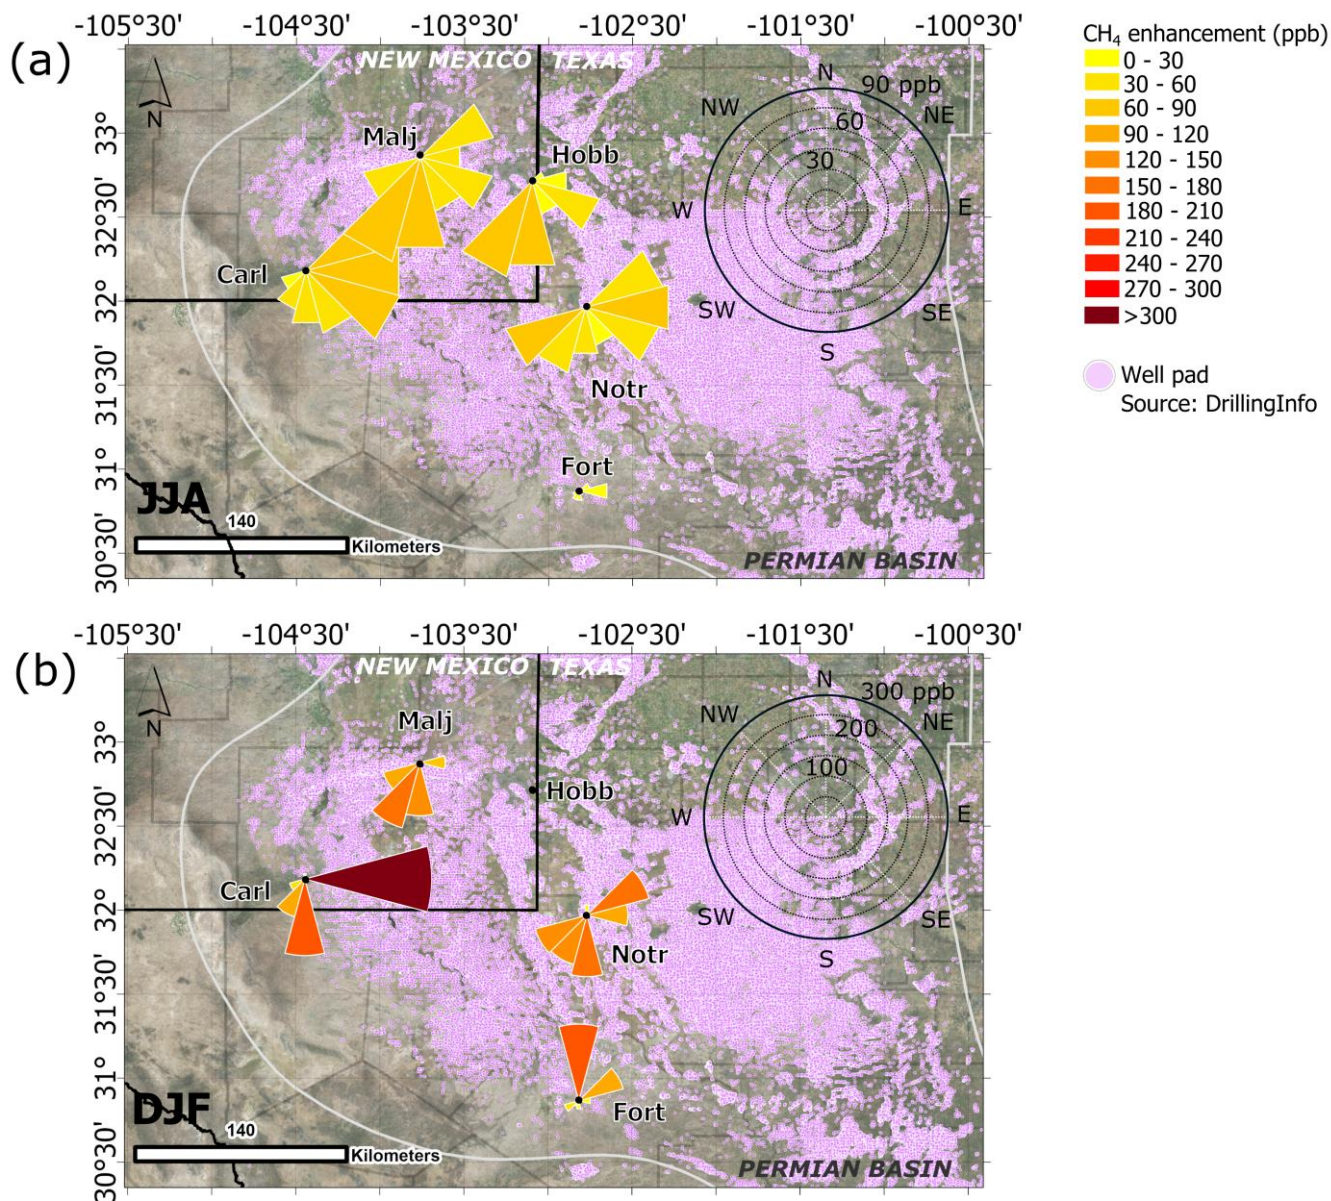 -105°30' -104°30' -103°30' -102°30' -101°30' -100°30'
(a)
NEW MEXICO TEXAS
N
33°
32°30'
32°
31°30'
31°
30°30'
Malj
Hobb
Carl
Notr
Fort
N
NE
E
SE
S
SW
W
NW
90 ppb
60
30
JJA
140
Kilometers
PERMIAN BASIN
CH₄ enhancement (ppb)
0 - 30
30 - 60
60 - 90
90 - 120
120 - 150
150 - 180
180 - 210
210 - 240
240 - 270
270 - 300
>300
Well pad
Source: DrillingInfo
-105°30' -104°30' -103°30' -102°30' -101°30' -100°30'
(b)
NEW MEXICO TEXAS
N
33°
32°30'
32°
31°30'
31°
30°30'
Malj
Hobb
Carl
Notr
Fort
N
NE
E
SE
S
SW
W
NW
300 ppb
200
100
DJF
140
Kilometers
PERMIAN BASIN